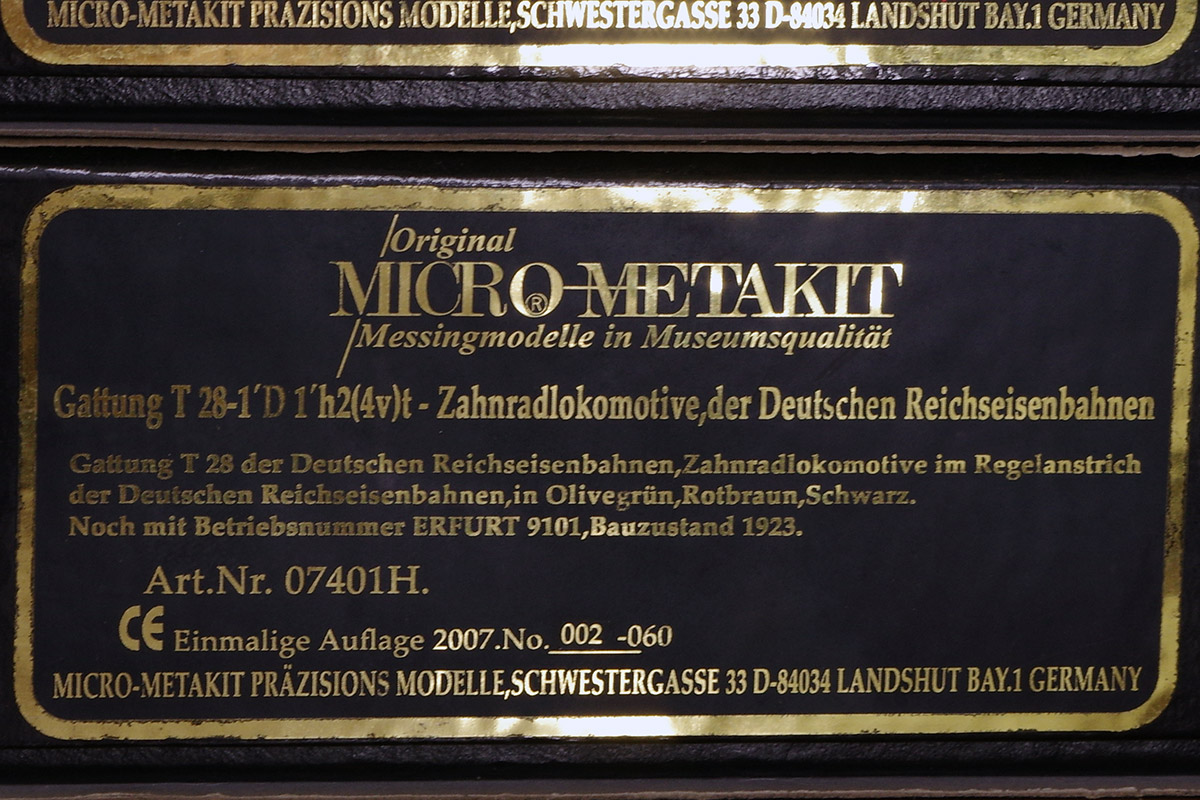 MICRO-METAKIT PRÄZISIONS MODELLE,SCHWESTERGASSE 33 D-84034 LANDSHUT BAY.1 GERMANY
Original
MICRO-METAKIT
®
Messingmodelle in Museumsqualität
Gattung T 28-1´D 1´h2(4v)t - Zahnradlokomotive,der Deutschen Reichseisenbahnen
Gattung T 28 der Deutschen Reichseisenbahnen,Zahnradlokomotive im Regelanstrich
der Deutschen Reichseisenbahnen,in Olivegrün,Rotbraun,Schwarz.
Noch mit Betriebsnummer ERFURT 9101,Bauzustand 1923.
Art.Nr. 07401H.
CE Einmalige Auflage 2007.No. 002 -060
MICRO-METAKIT PRÄZISIONS MODELLE,SCHWESTERGASSE 33 D-84034 LANDSHUT BAY.1 GERMANY